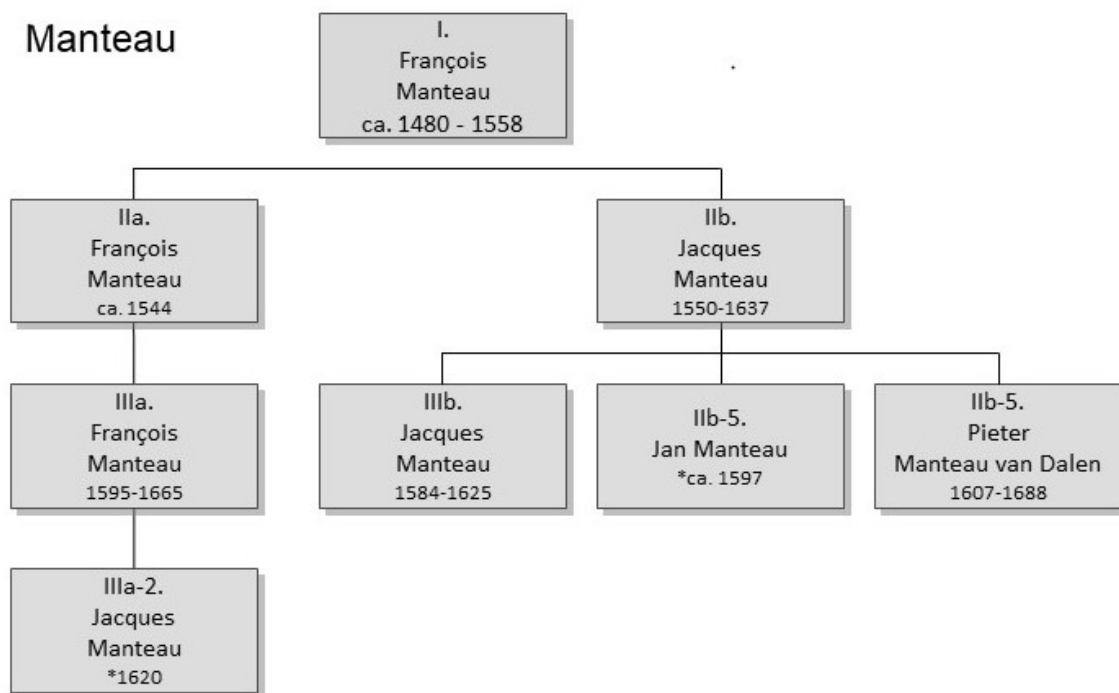 Manteau
I.
François
Manteau
ca. 1480 - 1558
IIa.
François
Manteau
ca. 1544
IIb.
Jacques
Manteau
1550-1637
IIIa.
François
Manteau
1595-1665
IIIb.
Jacques
Manteau
1584-1625
IIb-5.
Jan Manteau
*ca. 1597
IIb-5.
Pieter
Manteau van Dalen
1607-1688
IIIa-2.
Jacques
Manteau
*1620